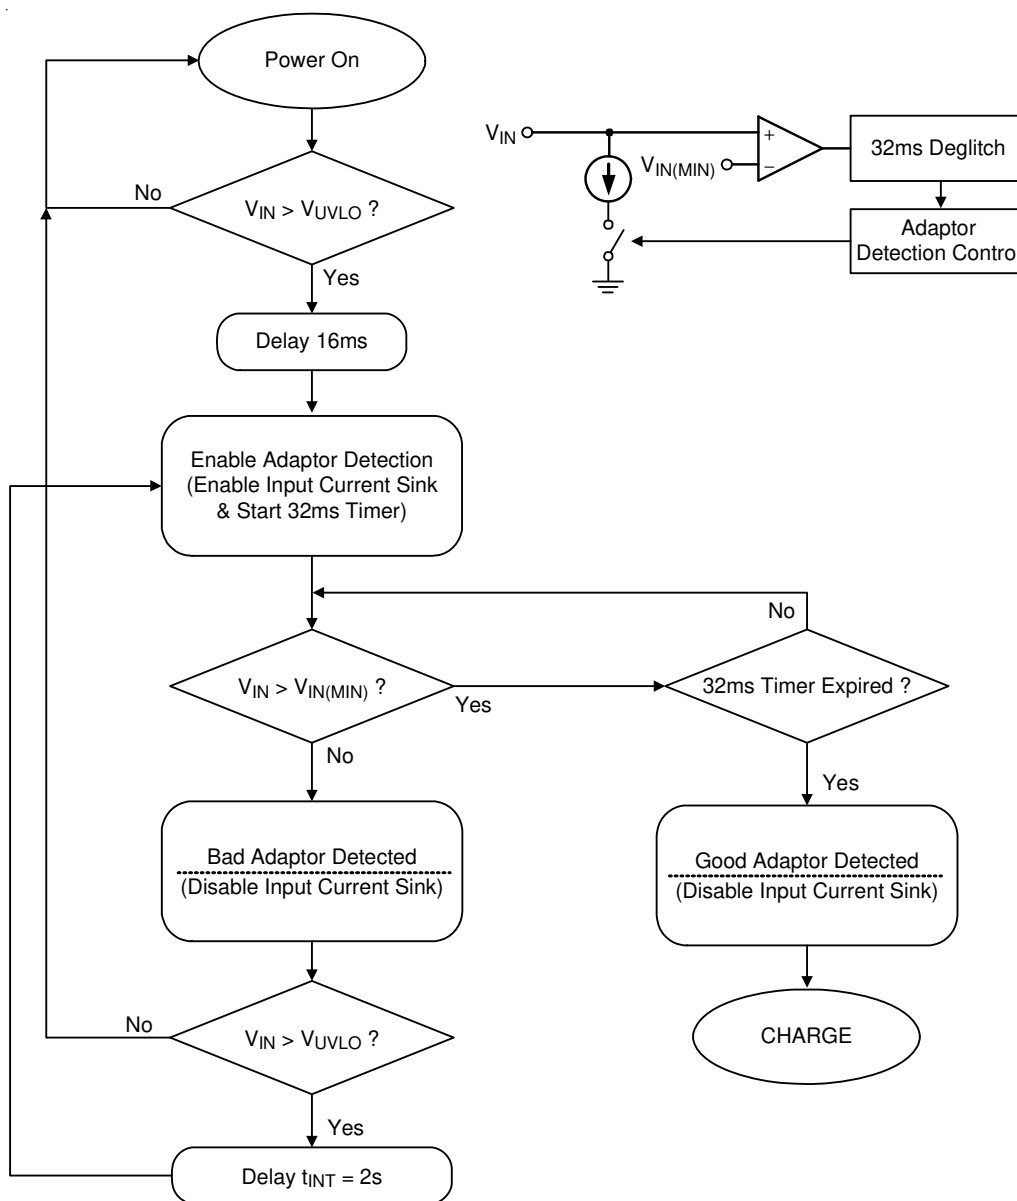 Power On
V_IN > V_UVLO ?
No
Yes
Delay 16ms
Enable Adaptor Detection
(Enable Input Current Sink
& Start 32ms Timer)
V_IN > V_IN(MIN) ?
Yes
No
32ms Timer Expired ?
No
Yes
Bad Adaptor Detected
(Disable Input Current Sink)
Good Adaptor Detected
(Disable Input Current Sink)
V_IN > V_UVLO ?
No
Yes
CHARGE
Delay t_INT = 2s
V_IN
V_IN(MIN)
+
−
32ms Deglitch
Adaptor
Detection Control